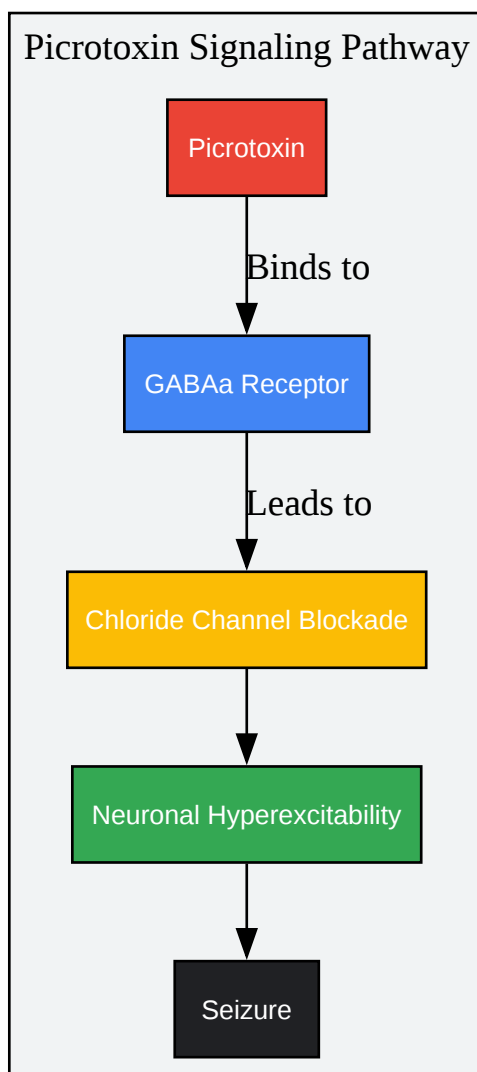 Picrotoxin Signaling Pathway
Picrotoxin
Binds to
GABAa Receptor
Leads to
Chloride Channel Blockade
Neuronal Hyperexcitability
Seizure